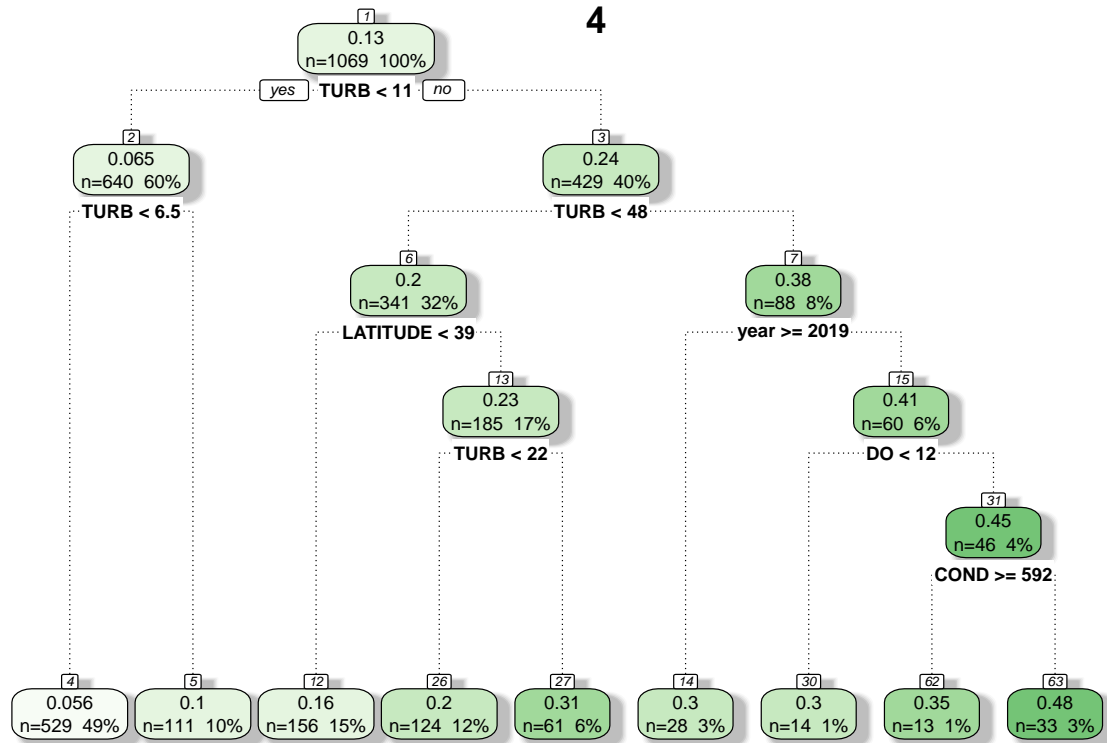 4
1
0.13
n=1069 100%
yes TURB < 11 no
2
0.065
n=640 60%
TURB < 6.5
3
0.24
n=429 40%
TURB < 48
6
0.2
n=341 32%
LATITUDE < 39
7
0.38
n=88 8%
year >= 2019
13
0.23
n=185 17%
TURB < 22
15
0.41
n=60 6%
DO < 12
31
0.45
n=46 4%
COND >= 592
4
0.056
n=529 49%
5
0.1
n=111 10%
12
0.16
n=156 15%
26
0.2
n=124 12%
27
0.31
n=61 6%
14
0.3
n=28 3%
30
0.3
n=14 1%
62
0.35
n=13 1%
63
0.48
n=33 3%